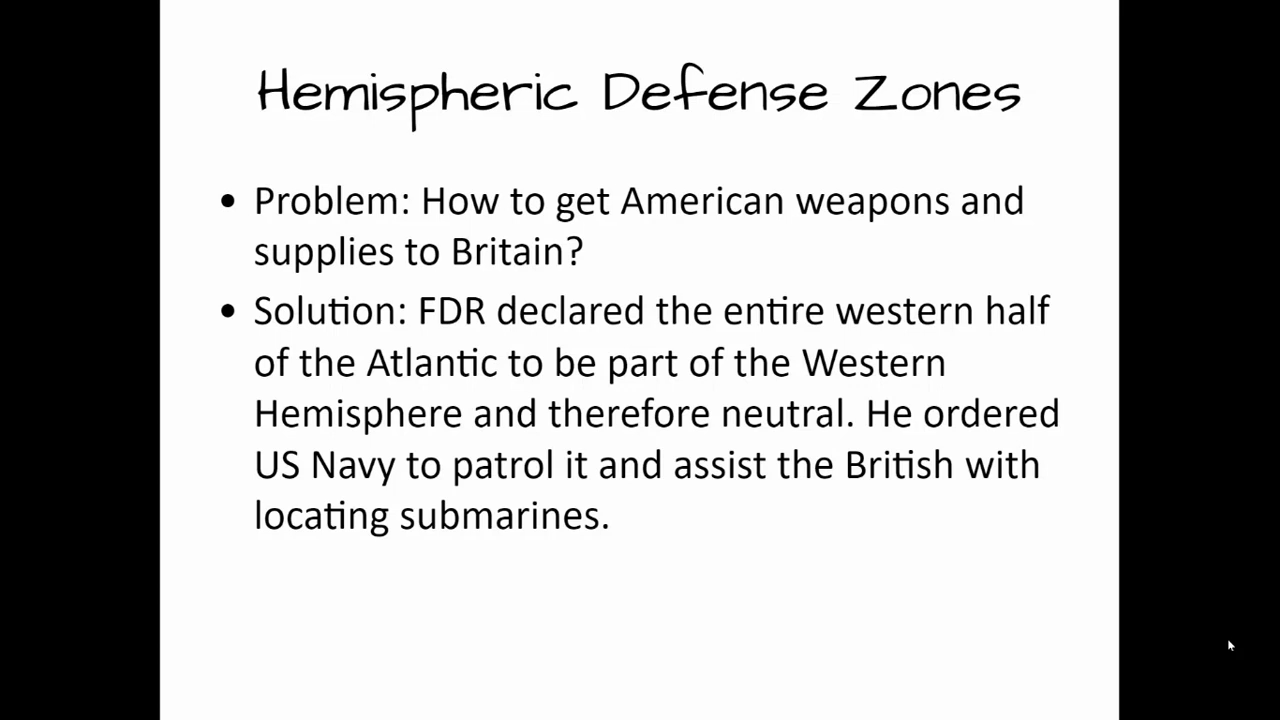 Hemispheric Defense Zones
• Problem: How to get American weapons and
supplies to Britain?
• Solution: FDR declared the entire western half
of the Atlantic to be part of the Western
Hemisphere and therefore neutral. He ordered
US Navy to patrol it and assist the British with
locating submarines.